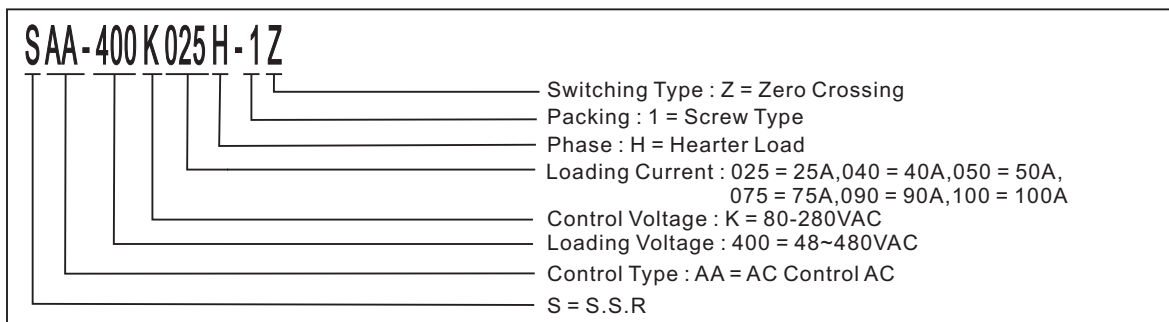 SAA-400K025H-1Z
Switching Type : Z = Zero Crossing
Packing : 1 = Screw Type
Phase : H = Hearter Load
Loading Current : 025 = 25A,040 = 40A,050 = 50A,
075 = 75A,090 = 90A,100 = 100A
Control Voltage : K = 80-280VAC
Loading Voltage : 400 = 48~480VAC
Control Type : AA = AC Control AC
S = S.S.R